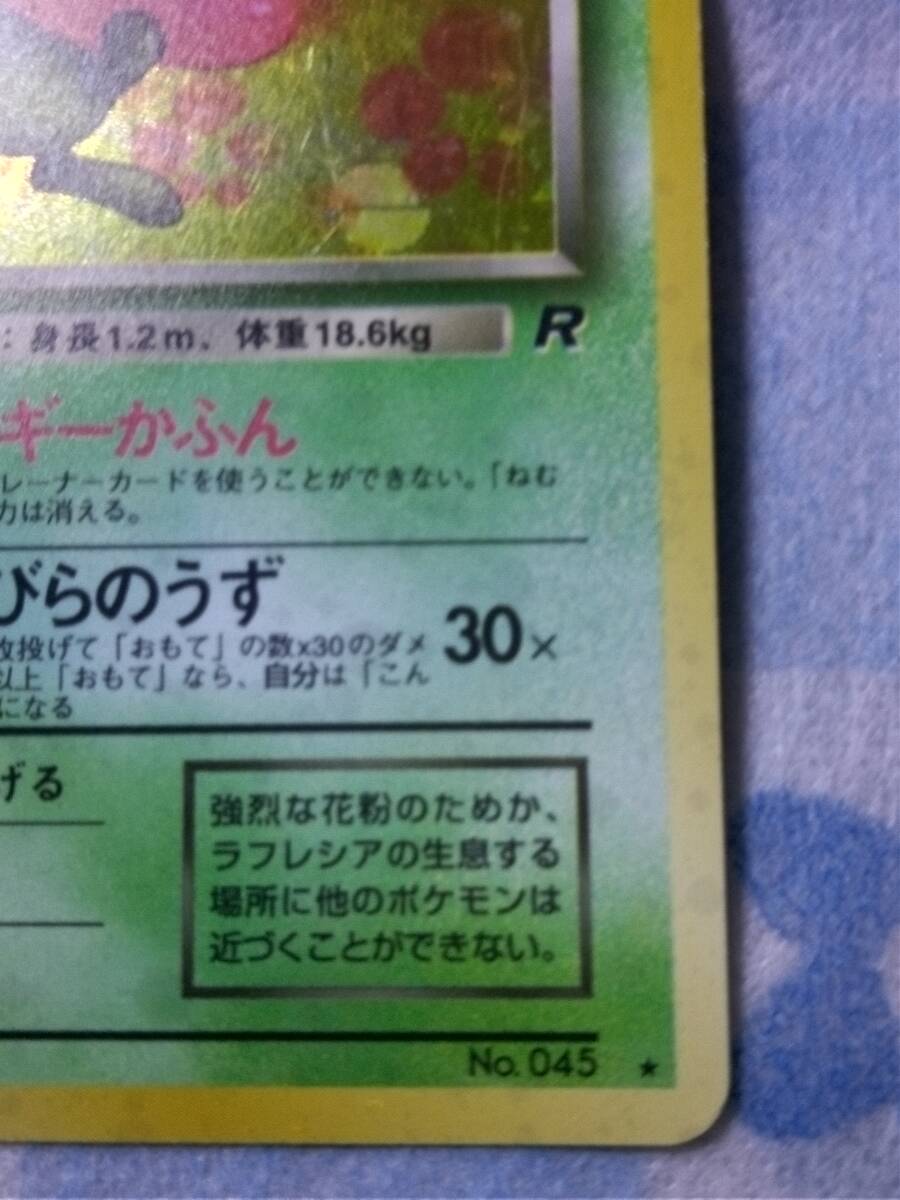 ：身長1.2m、体重18.6kg
R
ギーかふん
レーナーカードを使うことができない。「ねむ
力は消える。
びらのうず
枚投げて「おもて」の数x30のダメ
30×
以上「おもて」なら、自分は「こん
になる
げる
強烈な花粉のためか、
ラフレシアの生息する
場所に他のポケモンは
近づくことができない。
No. 045 ★